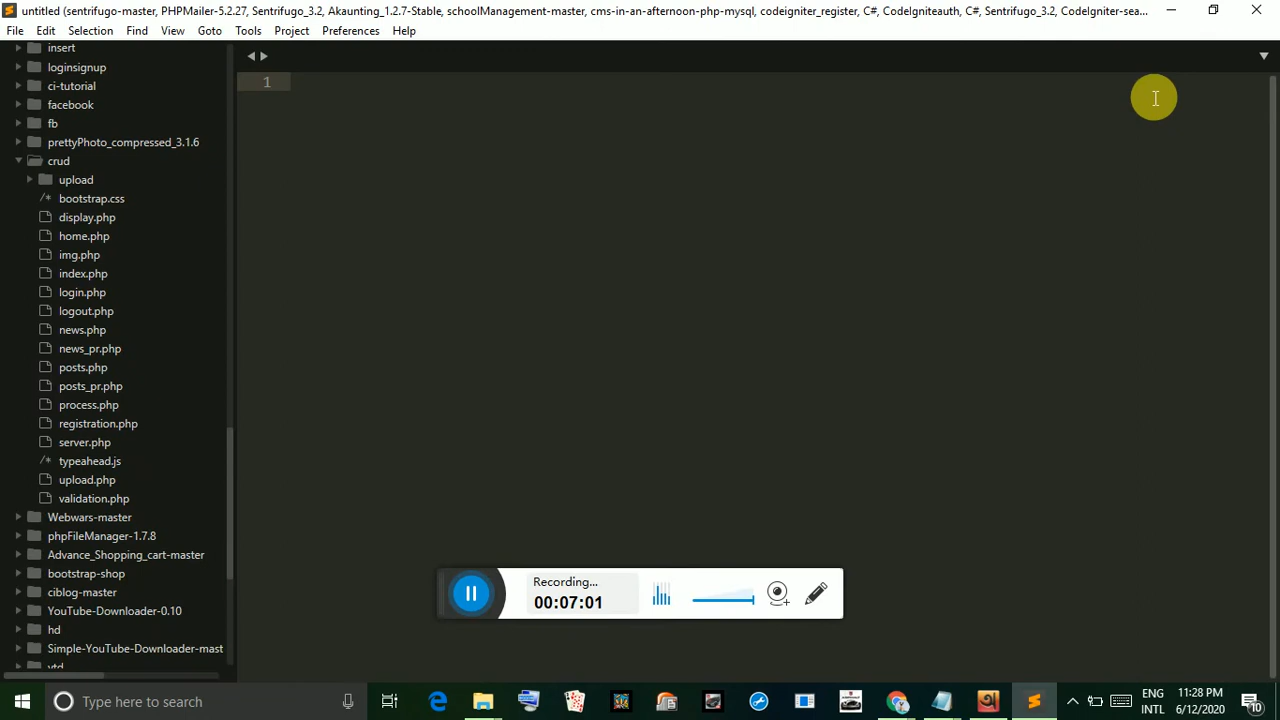 untitled (sentrifugo-master, PHPMailer-5.2.27, Sentrifugo_3.2, Akaunting_1.2.7-Stable, schoolManagement-master, cms-in-an-afternoon-php-mysql, codeigniter_register, C#, CodeIgniteauth, C#, Sentrifugo_3.2, CodeIgniter-sea...
File Edit Selection Find View Goto Tools Project Preferences Help
insert
loginsignup
ci-tutorial
facebook
fb
prettyPhoto_compressed_3.1.6
crud
upload
/* bootstrap.css
display.php
home.php
img.php
index.php
login.php
logout.php
news.php
news_pr.php
posts.php
posts_pr.php
process.php
registration.php
server.php
/* typeahead.js
upload.php
validation.php
Webwars-master
phpFileManager-1.7.8
Advance_Shopping_cart-master
bootstrap-shop
ciblog-master
YouTube-Downloader-0.10
hd
Simple-YouTube-Downloader-mast
ytd
1
Recording...
00:07:01
Type here to search
ENG
INTL
11:28 PM
6/12/2020
10